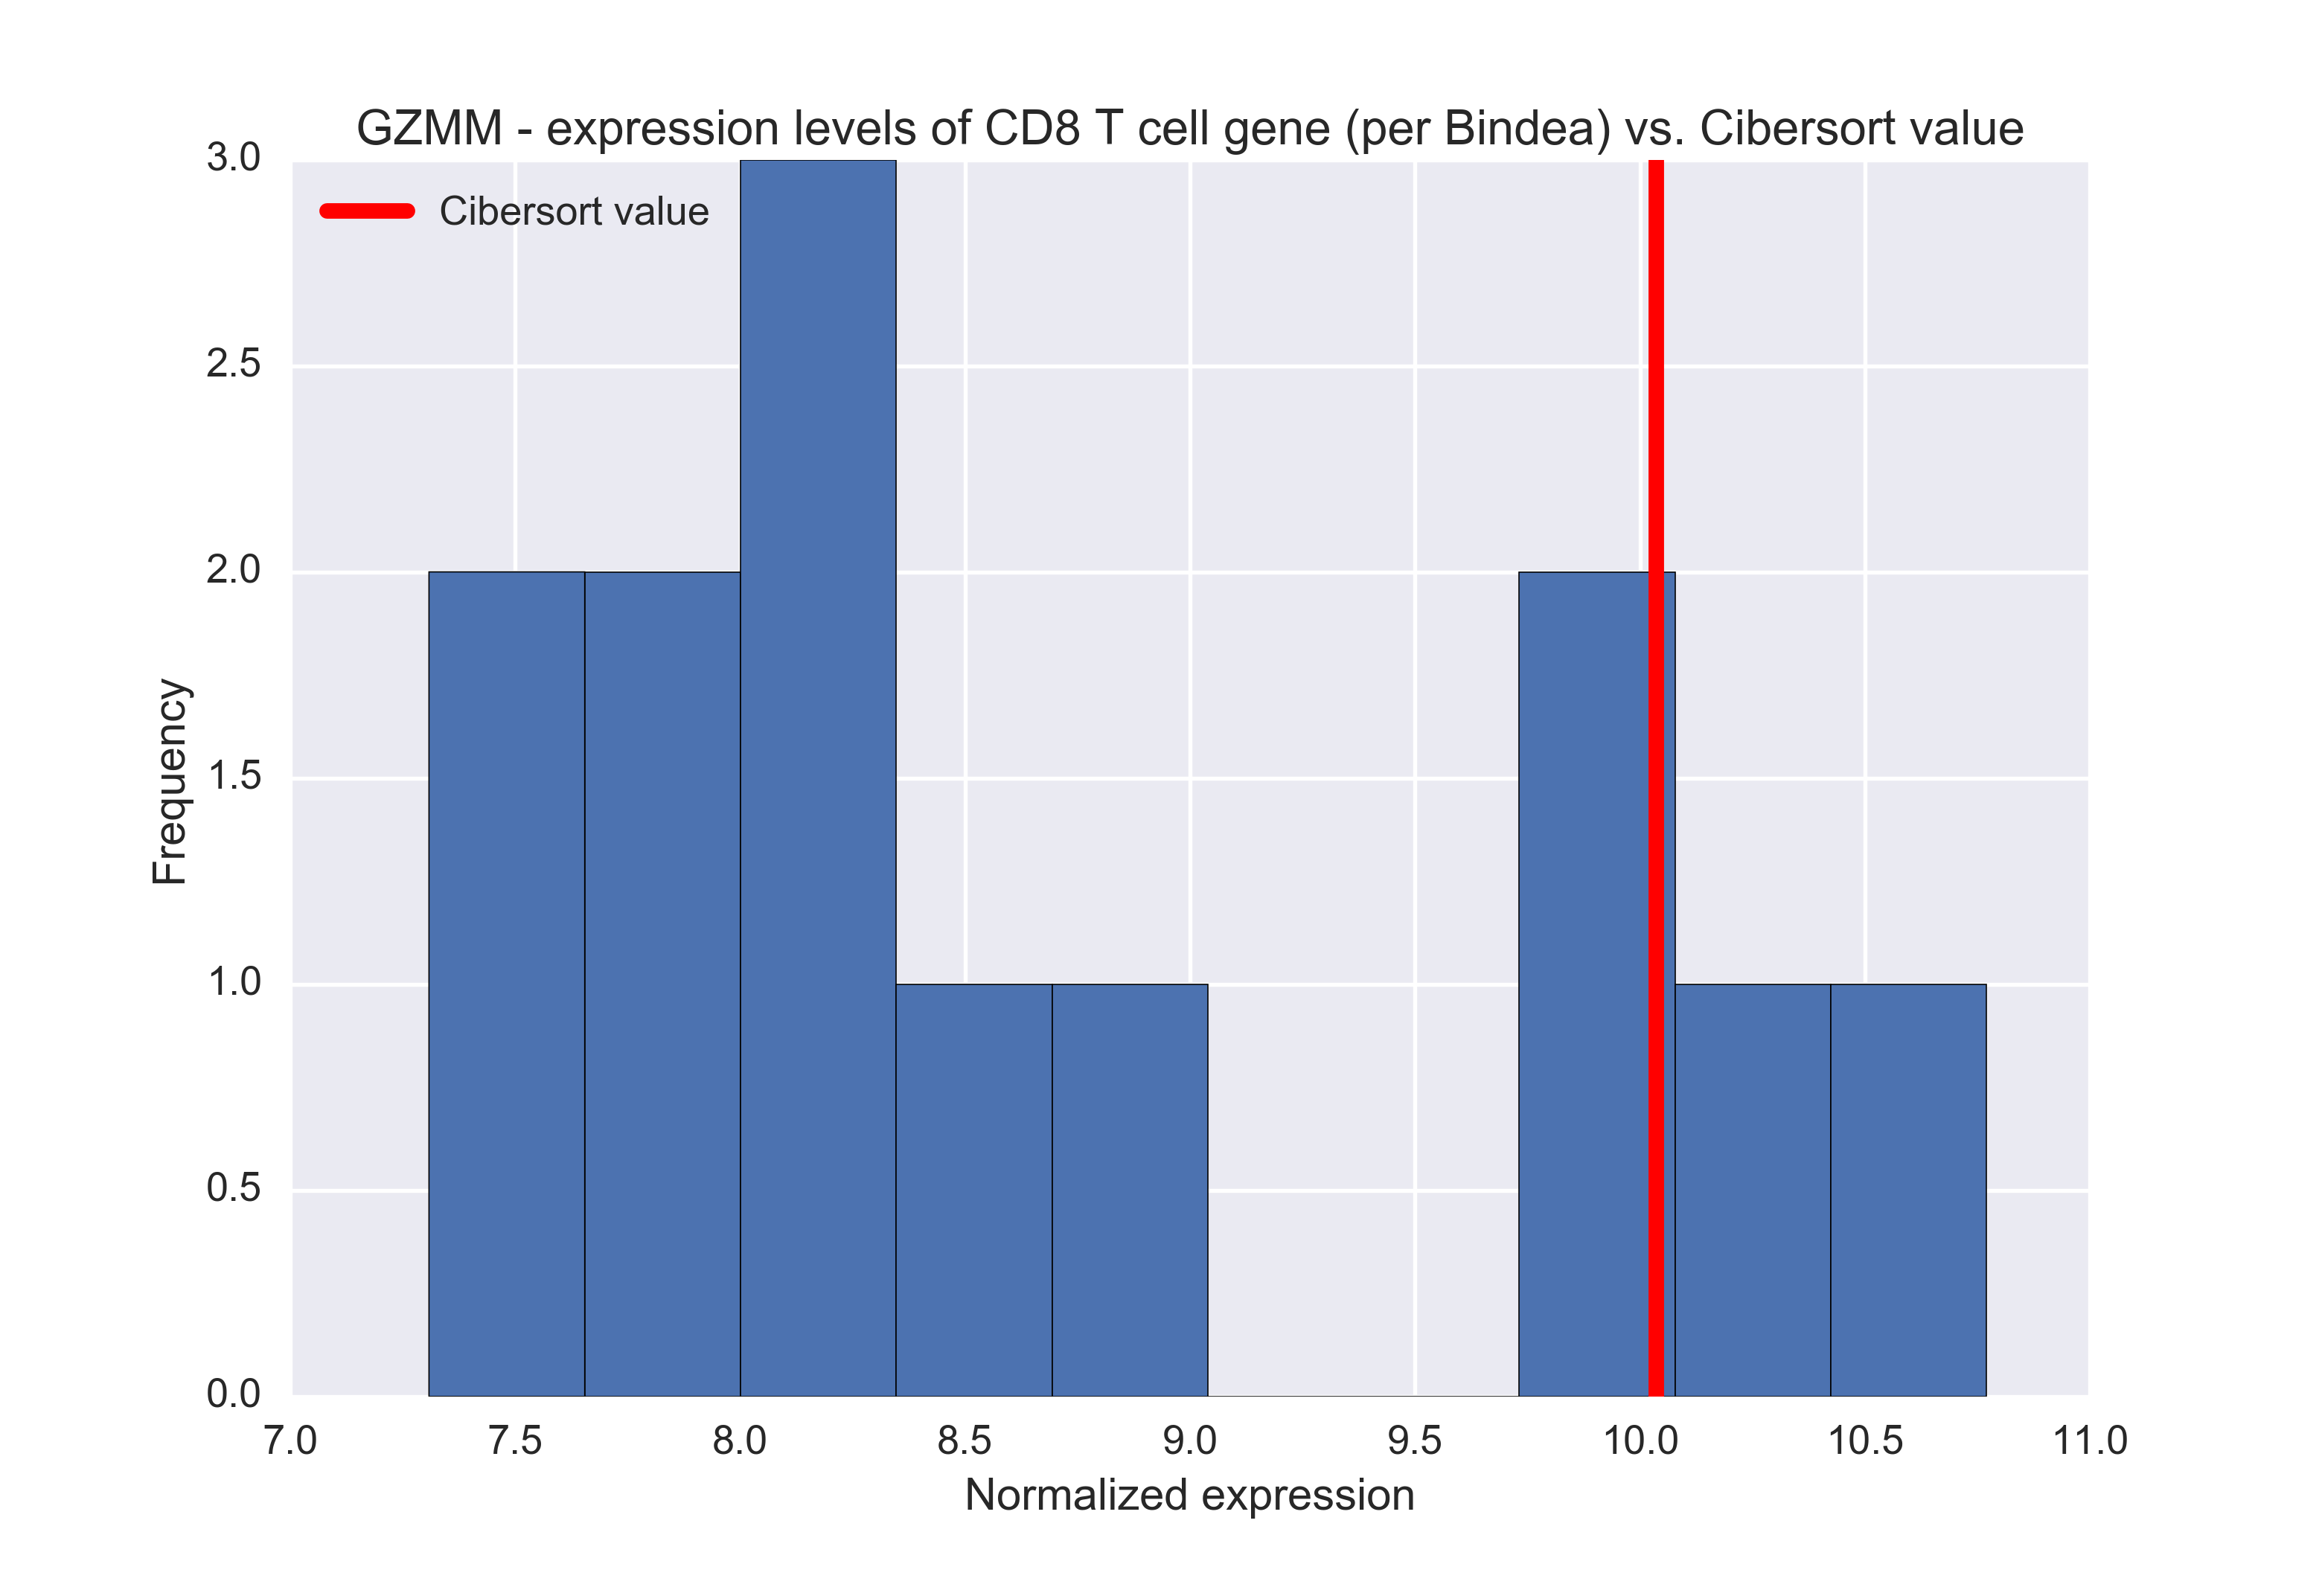 GZMM - expression levels of CD8 T cell gene (per Bindea) vs. Cibersort value
Cibersort value
3.0
2.5
2.0
1.5
1.0
0.5
0.0
Frequency
7.0 7.5 8.0 8.5 9.0 9.5 10.0 10.5 11.0
Normalized expression